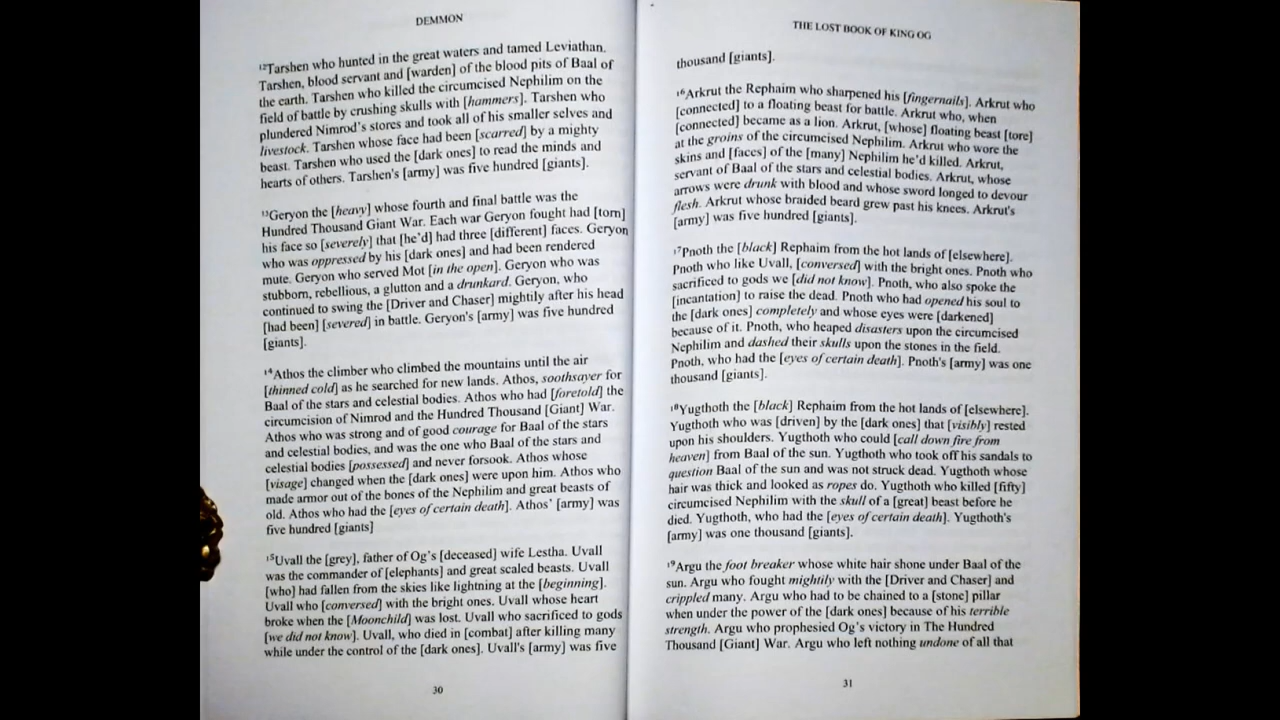 DEMMON
¹²Tarshen who hunted in the great waters and tamed Leviathan.
Tarshen, blood servant and [warden] of the blood pits of Baal of
the earth. Tarshen who killed the circumcised Nephilim on the
field of battle by crushing skulls with [hammers]. Tarshen who
plundered Nimrod's stores and took all of his smaller selves and
livestock. Tarshen whose face had been [scarred] by a mighty
beast. Tarshen who used the [dark ones] to read the minds and
hearts of others. Tarshen's [army] was five hundred [giants].
¹³Geryon the [heavy] whose fourth and final battle was the
Hundred Thousand Giant War. Each war Geryon fought had [torn]
his face so [severely] that [he'd] had three [different] faces. Geryon
who was oppressed by his [dark ones] and had been rendered
mute. Geryon who served Mot [in the open]. Geryon who was
stubborn, rebellious, a glutton and a drunkard. Geryon, who
continued to swing the [Driver and Chaser] mightily after his head
[had been] [severed] in battle. Geryon's [army] was five hundred
[giants].
¹⁴Athos the climber who climbed the mountains until the air
[thinned cold] as he searched for new lands. Athos, soothsayer for
Baal of the stars and celestial bodies. Athos who had [foretold] the
circumcision of Nimrod and the Hundred Thousand [Giant] War.
Athos who was strong and of good courage for Baal of the stars
and celestial bodies, and was the one who Baal of the stars and
celestial bodies [possessed] and never forsook. Athos whose
[visage] changed when the [dark ones] were upon him. Athos who
made armor out of the bones of the Nephilim and great beasts of
old. Athos who had the [eyes of certain death]. Athos' [army] was
five hundred [giants]
¹⁵Uvall the [grey], father of Og's [deceased] wife Lestha. Uvall
was the commander of [elephants] and great scaled beasts. Uvall
[who] had fallen from the skies like lightning at the [beginning].
Uvall who [conversed] with the bright ones. Uvall whose heart
broke when the [Moonchild] was lost. Uvall who sacrificed to gods
[we did not know]. Uvall, who died in [combat] after killing many
while under the control of the [dark ones]. Uvall's [army] was five
30
THE LOST BOOK OF KING OG
thousand [giants].
¹⁶Arkrut the Rephaim who sharpened his [fingernails]. Arkrut who
[connected] to a floating beast for battle. Arkrut who, when
[connected] became as a lion. Arkrut, [whose] floating beast [tore]
at the groins of the circumcised Nephilim. Arkrut who wore the
skins and [faces] of the [many] Nephilim he'd killed. Arkrut,
servant of Baal of the stars and celestial bodies. Arkrut, whose
arrows were drunk with blood and whose sword longed to devour
flesh. Arkrut whose braided beard grew past his knees. Arkrut's
[army] was five hundred [giants].
¹⁷Pnoth the [black] Rephaim from the hot lands of [elsewhere].
Pnoth who like Uvall, [conversed] with the bright ones. Pnoth who
sacrificed to gods we [did not know]. Pnoth, who also spoke the
[incantation] to raise the dead. Pnoth who had opened his soul to
the [dark ones] completely and whose eyes were [darkened]
because of it. Pnoth, who heaped disasters upon the circumcised
Nephilim and dashed their skulls upon the stones in the field.
Pnoth, who had the [eyes of certain death]. Pnoth's [army] was one
thousand [giants].
¹⁸Yugthoth the [black] Rephaim from the hot lands of [elsewhere].
Yugthoth who was [driven] by the [dark ones] that [visibly] rested
upon his shoulders. Yugthoth who could [call down fire from
heaven] from Baal of the sun. Yugthoth who took off his sandals to
question Baal of the sun and was not struck dead. Yugthoth whose
hair was thick and looked as ropes do. Yugthoth who killed [fifty]
circumcised Nephilim with the skull of a [great] beast before he
died. Yugthoth, who had the [eyes of certain death]. Yugthoth's
[army] was one thousand [giants].
¹⁹Argu the foot breaker whose white hair shone under Baal of the
sun. Argu who fought mightily with the [Driver and Chaser] and
crippled many. Argu who had to be chained to a [stone] pillar
when under the power of the [dark ones] because of his terrible
strength. Argu who prophesied Og's victory in The Hundred
Thousand [Giant] War. Argu who left nothing undone of all that
31